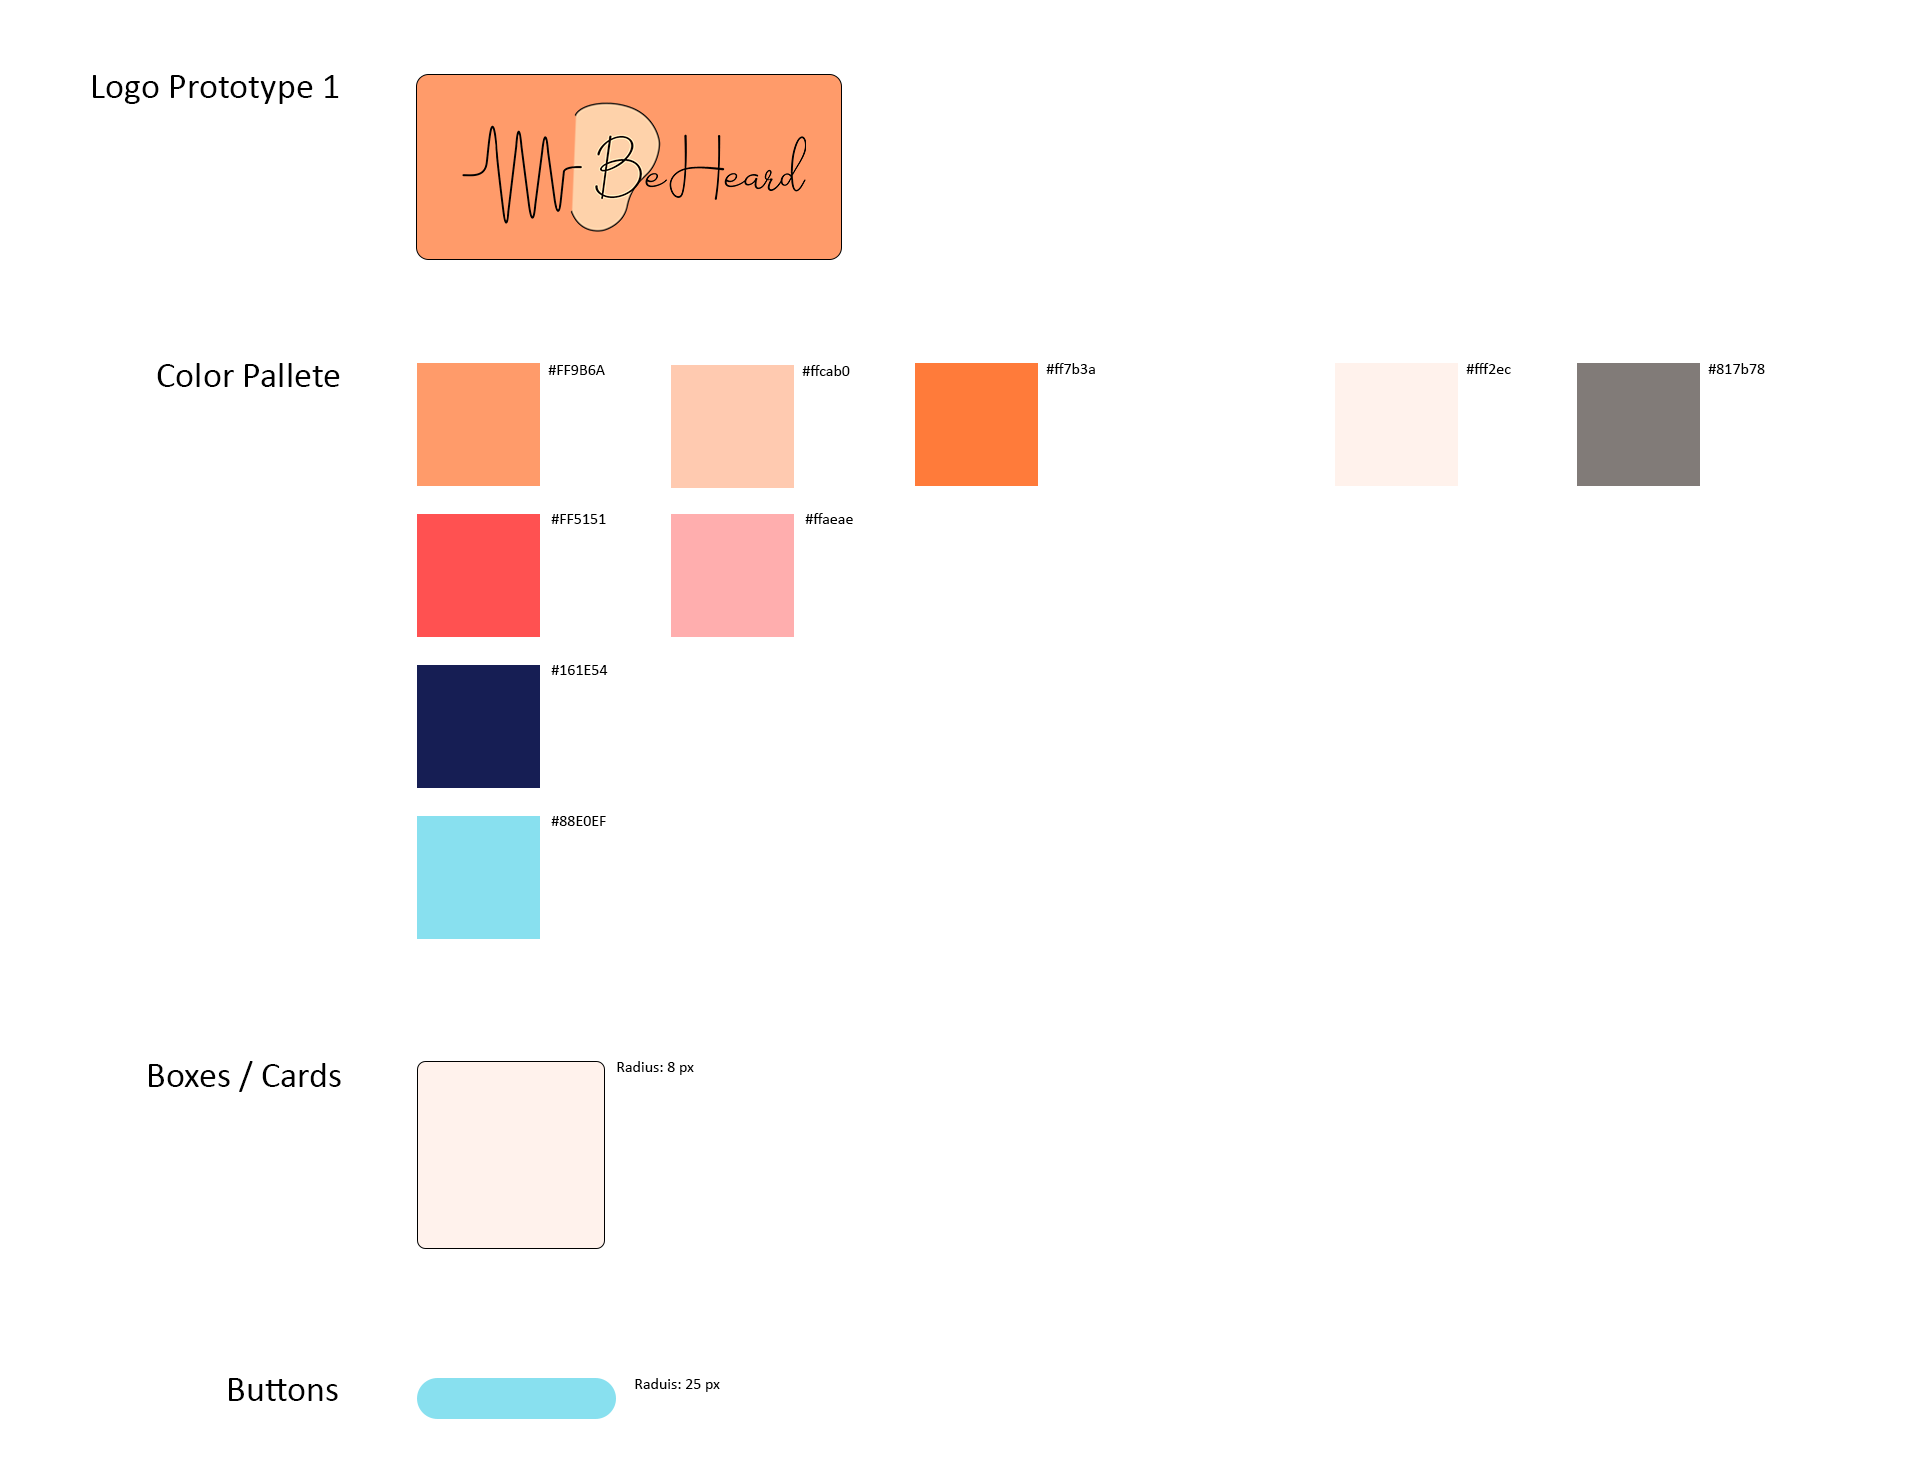 Logo Prototype 1
Be Heard
Color Pallete
#FF9B6A
#ffcab0
#ff7b3a
#fff2ec
#817b78
#FF5151
#ffaeae
#161E54
#88E0EF
Boxes / Cards
Radius: 8 px
Buttons
Raduis: 25 px